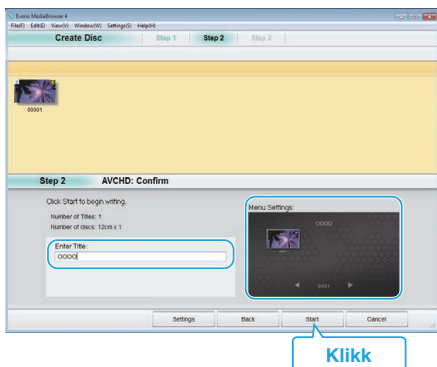 Everio MediaBrowser 4
File(F) Edit(E) View(V) Window(W) Settings(S) Help(H)
Create Disc Step 1 Step 2 Step 3
00001
Step 2 AVCHD: Confirm
Click Start to begin writing.
Number of Titles: 1
Number of discs: 12cm x 1
Enter Title:
OOOO
Menu Settings:
OOOO
Settings Back Start Cancel
Klikk